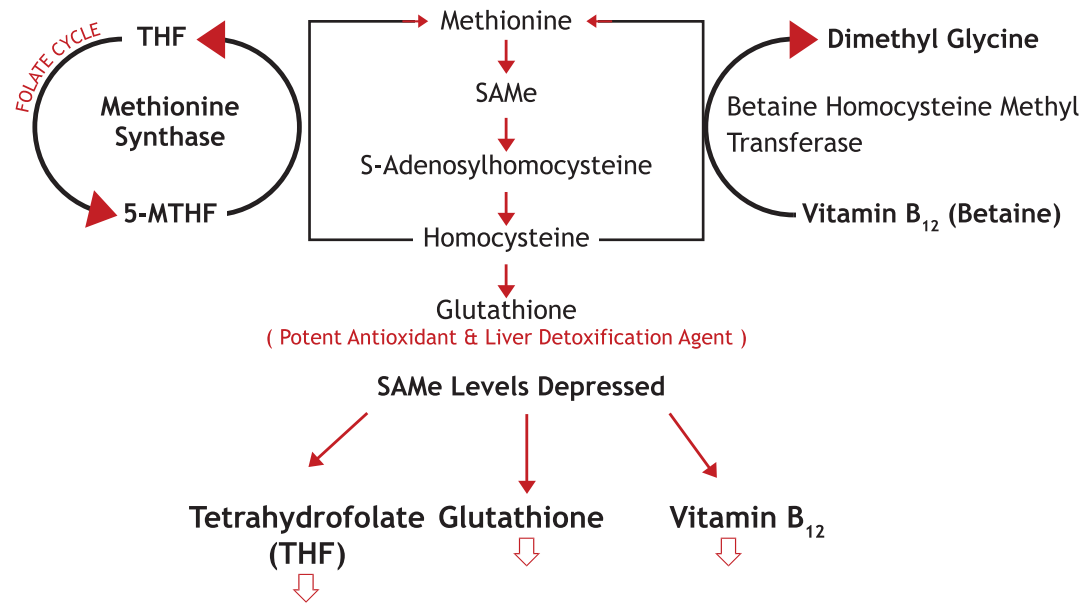 FOLATE CYCLE
THF
Methionine
Synthase
5-MTHF
Methionine
SAMe
S-Adenosylhomocysteine
Homocysteine
Glutathione
( Potent Antioxidant & Liver Detoxification Agent )
Dimethyl Glycine
Betaine Homocysteine Methyl
Transferase
Vitamin B₁₂ (Betaine)
SAMe Levels Depressed
Tetrahydrofolate
(THF)
Glutathione
Vitamin B₁₂